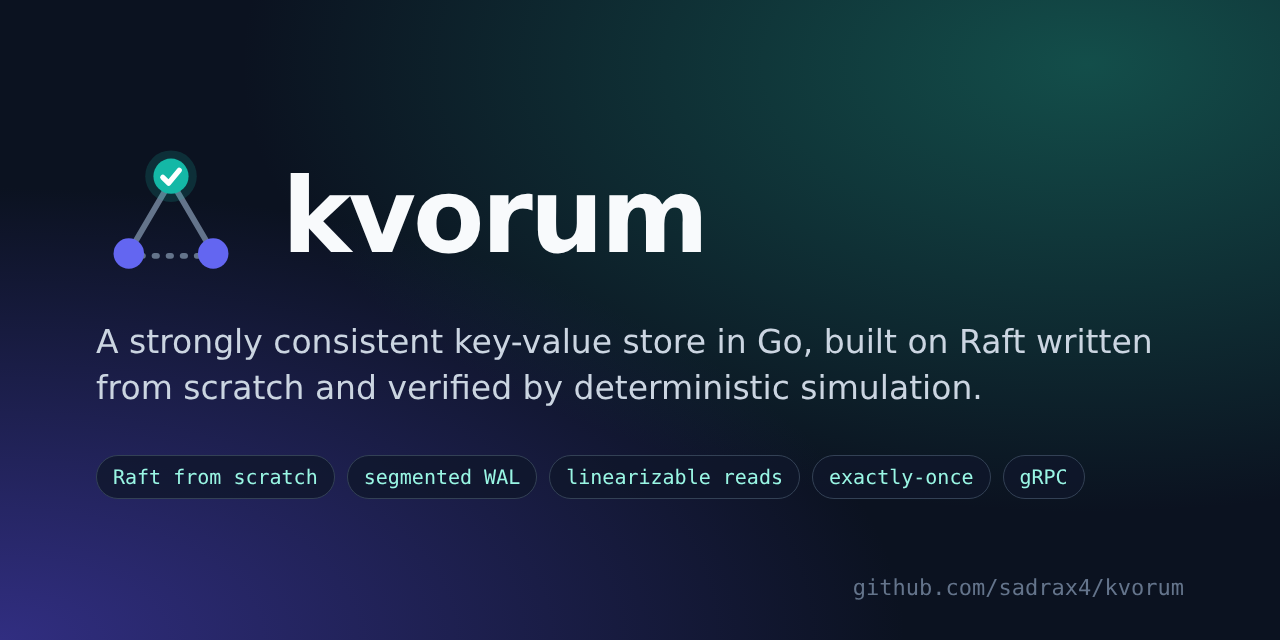 kvorum
A strongly consistent key-value store in Go, built on Raft written
from scratch and verified by deterministic simulation.
Raft from scratch segmented WAL linearizable reads exactly-once gRPC
github.com/sadrax4/kvorum